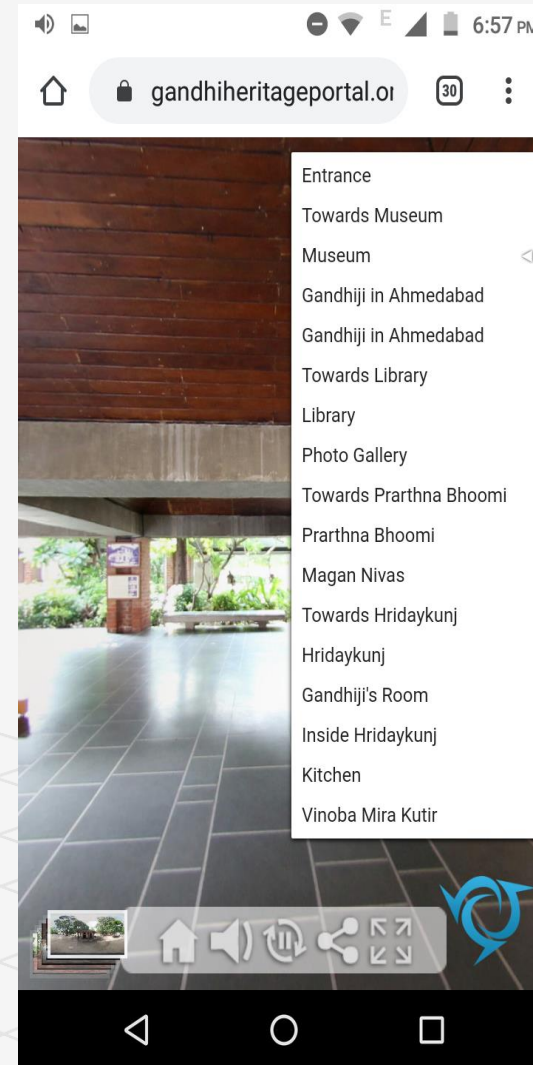 E
6:57 PM
gandhiheritageportal.or
30
Entrance
Towards Museum
Museum
Gandhiji in Ahmedabad
Gandhiji in Ahmedabad
Towards Library
Library
Photo Gallery
Towards Prarthna Bhoomi
Prarthna Bhoomi
Magan Nivas
Towards Hridaykunj
Hridaykunj
Gandhiji's Room
Inside Hridaykunj
Kitchen
Vinoba Mira Kutir